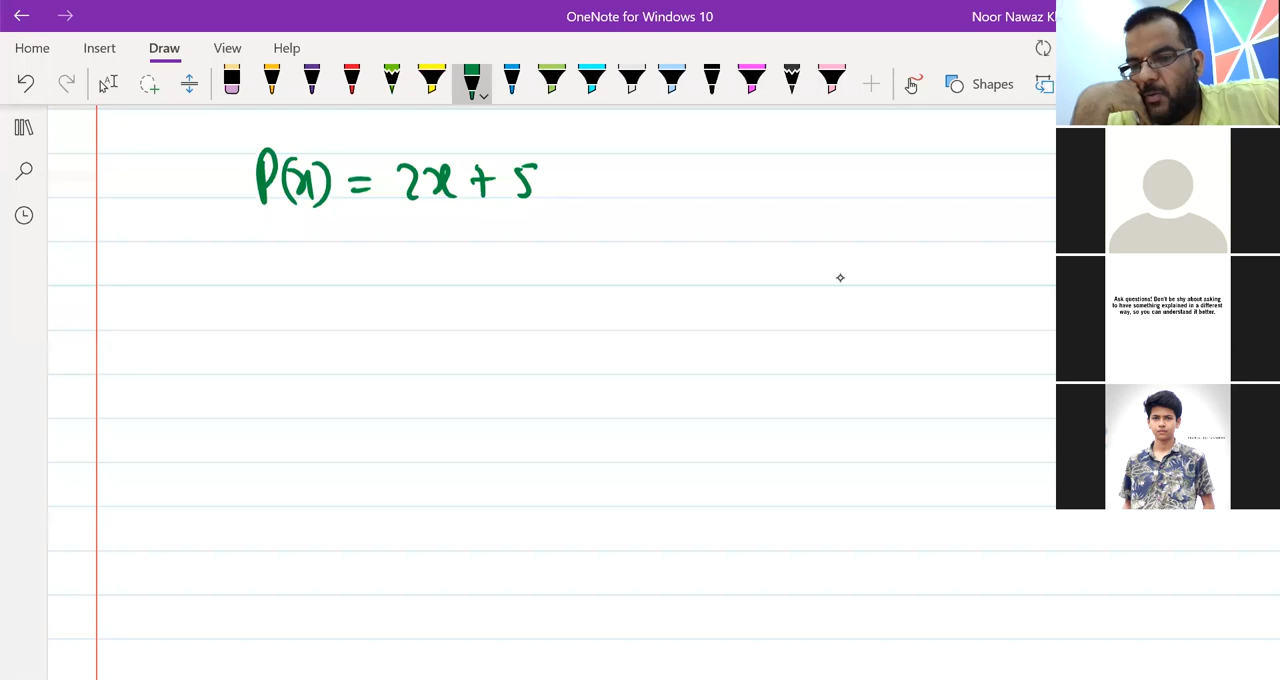 OneNote for Windows 10
Noor Nawaz Kh
Home Insert Draw View Help
Shapes
P(x) = 2x + 5
Ask questions! Don't be shy about asking
to have something explained in a different
way, so you can understand it better.